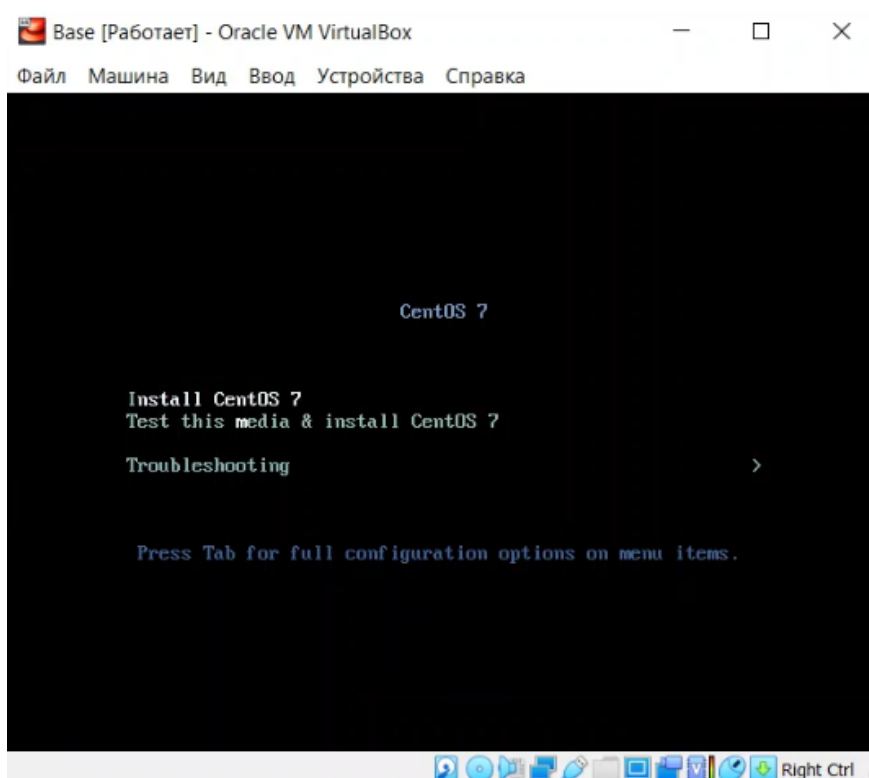 Base [Работает] - Oracle VM VirtualBox
Файл Машина Вид Ввод Устройства Справка
CentOS 7
Install CentOS 7
Test this media & install CentOS 7
Troubleshooting >
Press Tab for full configuration options on menu items.
Right Ctrl